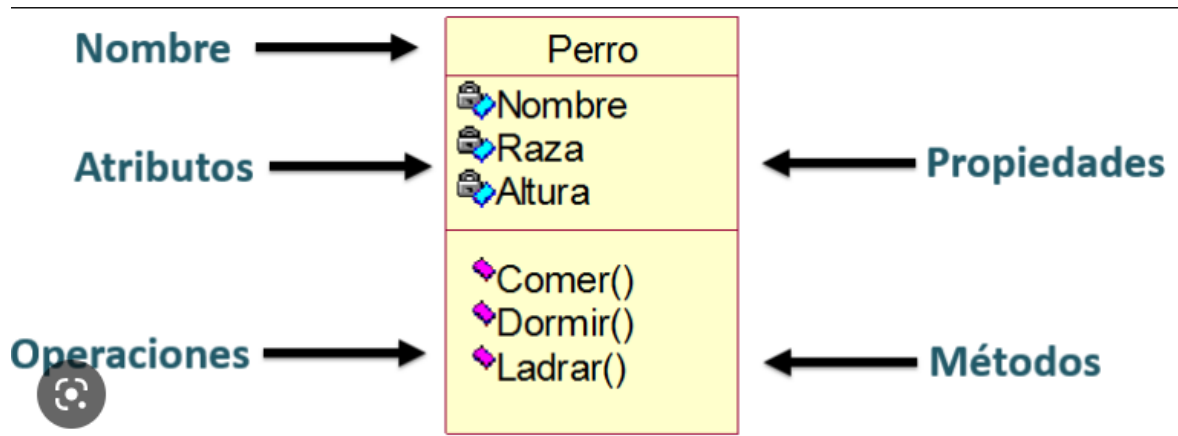 Nombre
Perro
Nombre
Raza
Altura
Atributos
Propiedades
Comer()
Dormir()
Ladrar()
Operaciones
Métodos